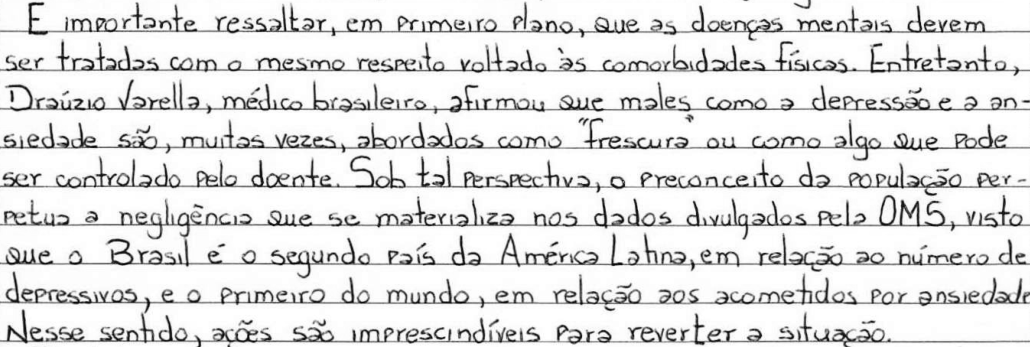 É importante ressaltar, em primeiro plano, que as doenças mentais devem
ser tratadas com o mesmo respeito voltado às comorbidades físicas. Entretanto,
Draúzio Varella, médico brasileiro, afirmou que males como a depressão e a an-
siedade são, muitas vezes, abordados como "frescura" ou como algo que pode
ser controlado pelo doente. Sob tal perspectiva, o preconceito da população per-
petua a negligência que se materializa nos dados divulgados pela OMS, visto
que o Brasil é o segundo país da América Latina, em relação ao número de
depressivos, e o primeiro do mundo, em relação aos acometidos por ansiedade
Nesse sentido, ações são imprescindíveis para reverter a situação.